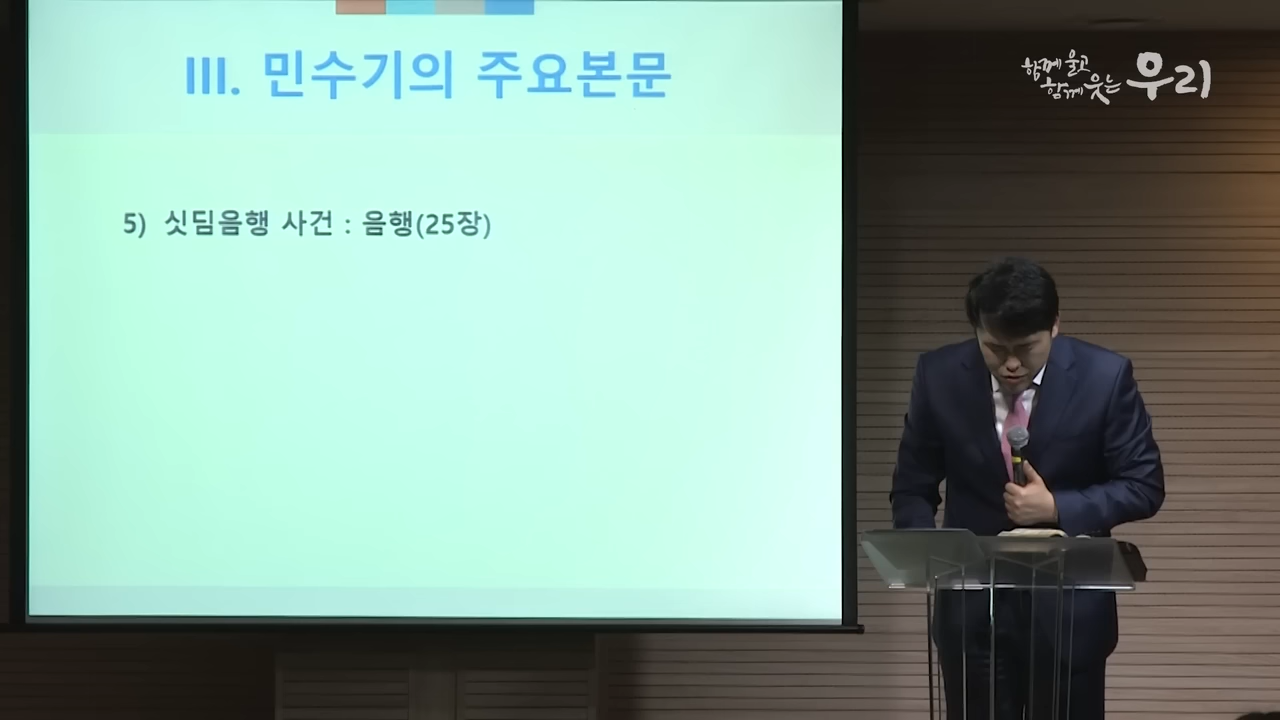 III. 민수기의 주요본문
함께 울고
함께 웃는 우리
5) 싯딤음행 사건 : 음행(25장)